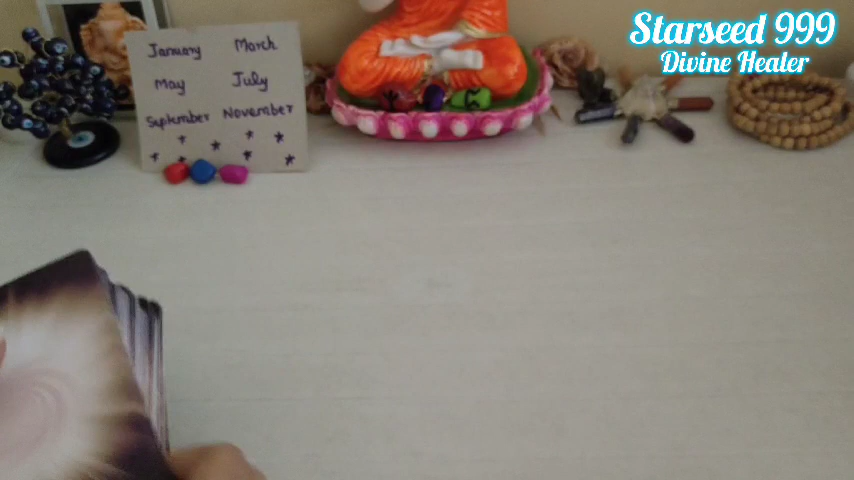 Starseed 999
Divine Healer
January March
May July
September November